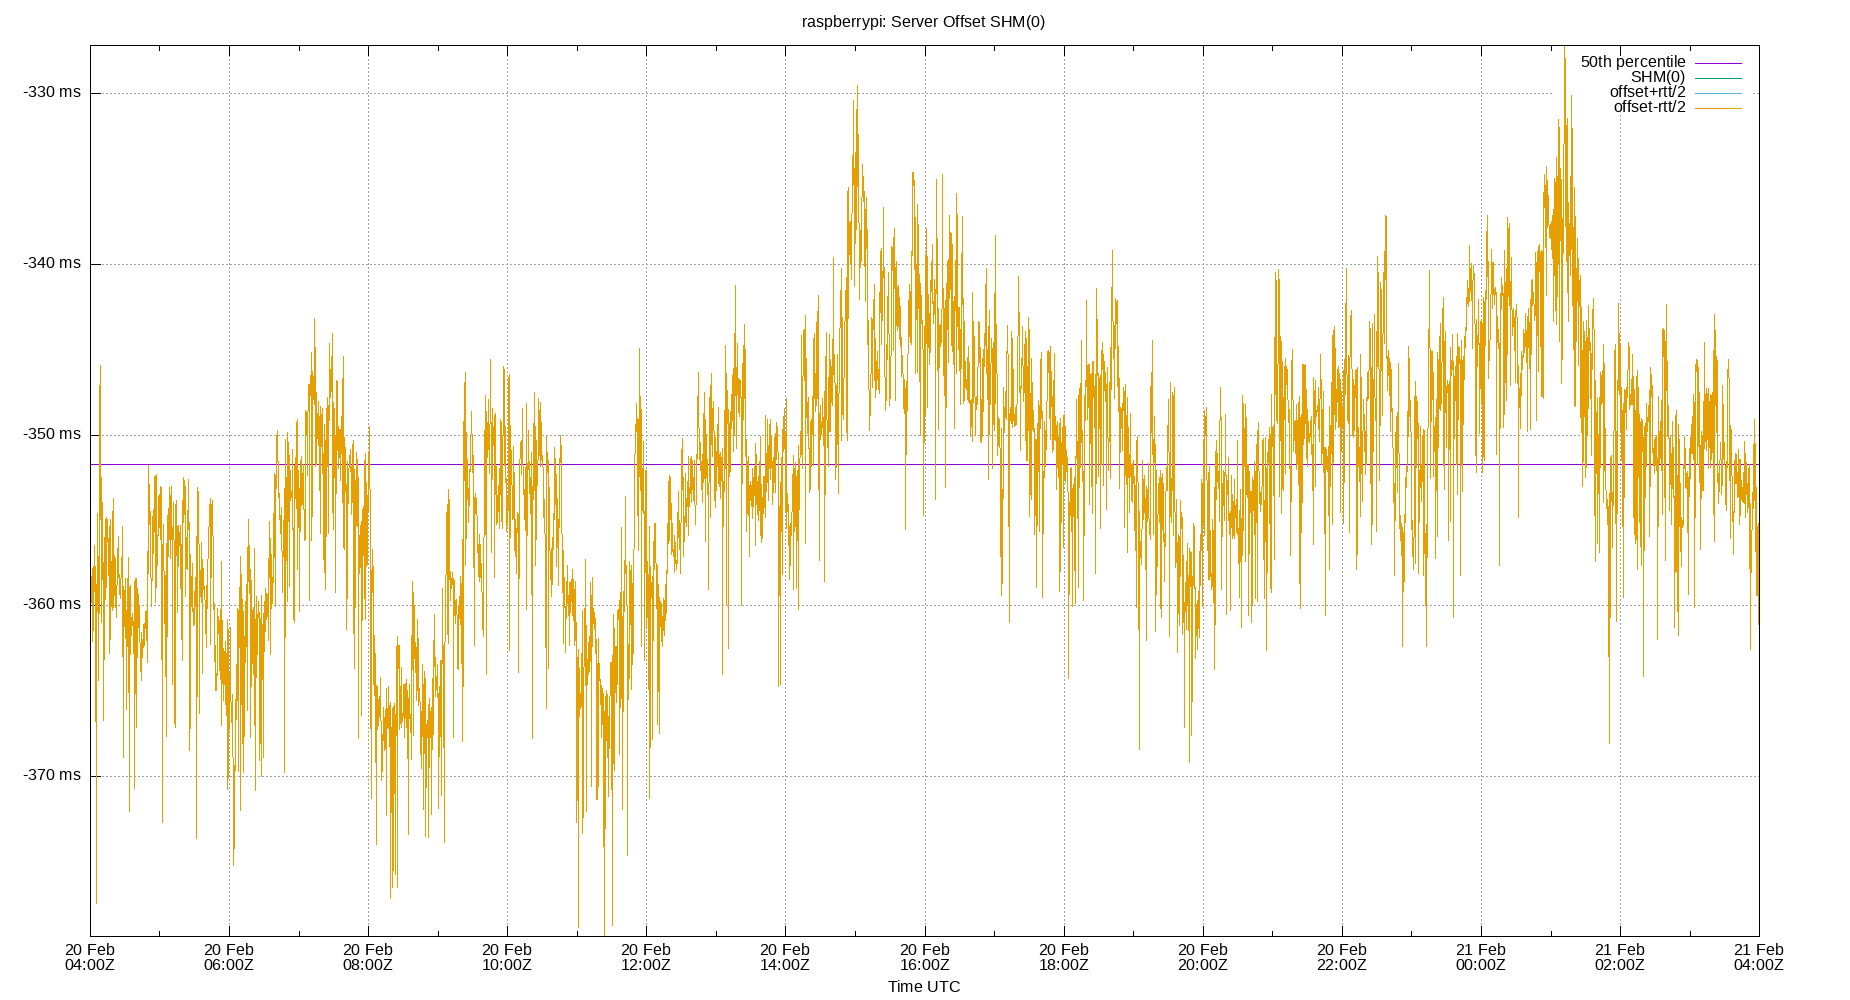 raspberrypi: Server Offset SHM(0)
50th percentile
SHM(0)
offset+rtt/2
offset-rtt/2
-330 ms
-340 ms
-350 ms
-360 ms
-370 ms
20 Feb 20 Feb 20 Feb 20 Feb 20 Feb 20 Feb 20 Feb 20 Feb 20 Feb 20 Feb 21 Feb 21 Feb 21 Feb
04:00Z 06:00Z 08:00Z 10:00Z 12:00Z 14:00Z 16:00Z 18:00Z 20:00Z 22:00Z 00:00Z 02:00Z 04:00Z
Time UTC